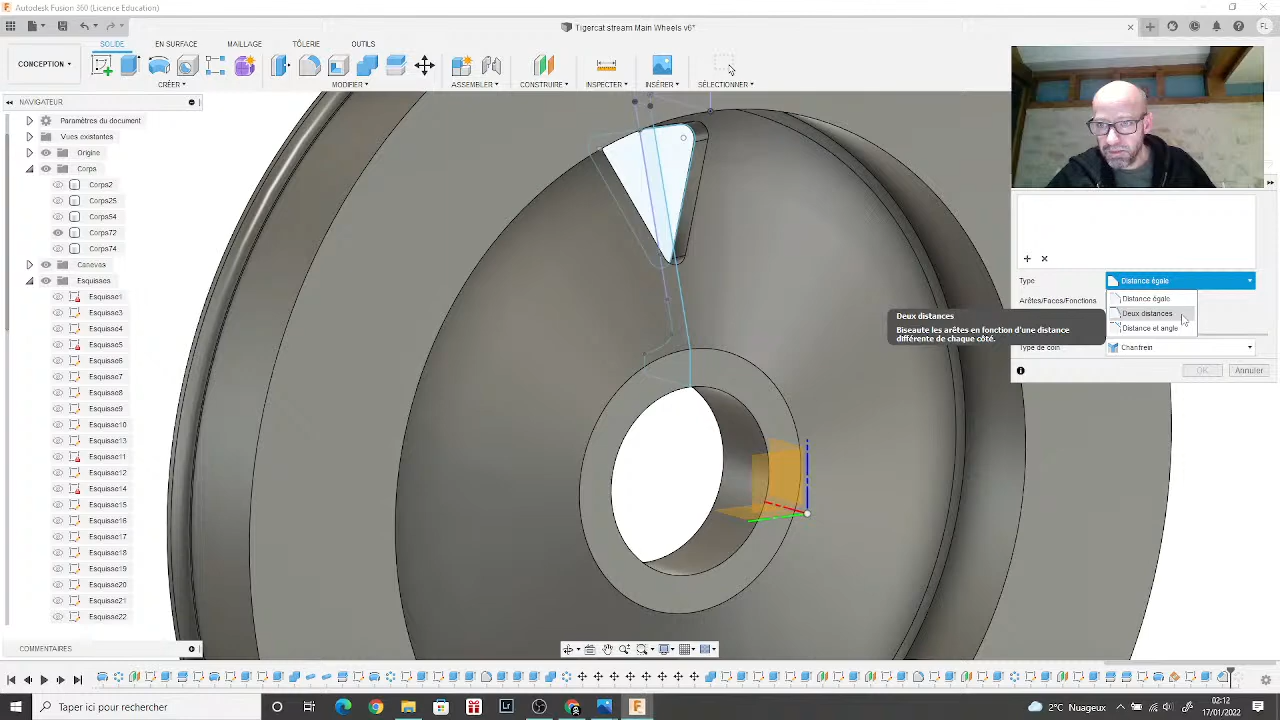 Autodesk Fusion 360 (Licence Education)
Tigercat stream Main Wheels v6*
FL
SOLIDE
EN SURFACE
MAILLAGE
TÔLERIE
OUTILS
CONCEPTION
CRÉER
MODIFIER
ASSEMBLER
CONSTRUIRE
INSPECTER
INSÉRER
SÉLECTIONNER
NAVIGATEUR
Paramètres du document
Vues existantes
Origine
Corps
Corps2
Corps25
Corps54
Corps72
Corps74
Canevas
Esquisses
Esquisse1
Esquisse3
Esquisse4
Esquisse5
Esquisse6
Esquisse7
Esquisse8
Esquisse9
Esquisse10
Esquisse13
Esquisse11
Esquisse12
Esquisse14
Esquisse15
Esquisse16
Esquisse17
Esquisse18
Esquisse19
Esquisse20
Esquisse21
Esquisse22
COMMENTAIRES
Type
Distance égale
Distance égale
Deux distances
Distance et angle
Arêtes/Faces/Fonctions
Type de coin
Chanfrein
OK
Annuler
Deux distances
Biseaute les arêtes en fonction d'une distance
différente de chaque côté.
Taper ici pour rechercher
2°C Nuageux
02:12
17/01/2022